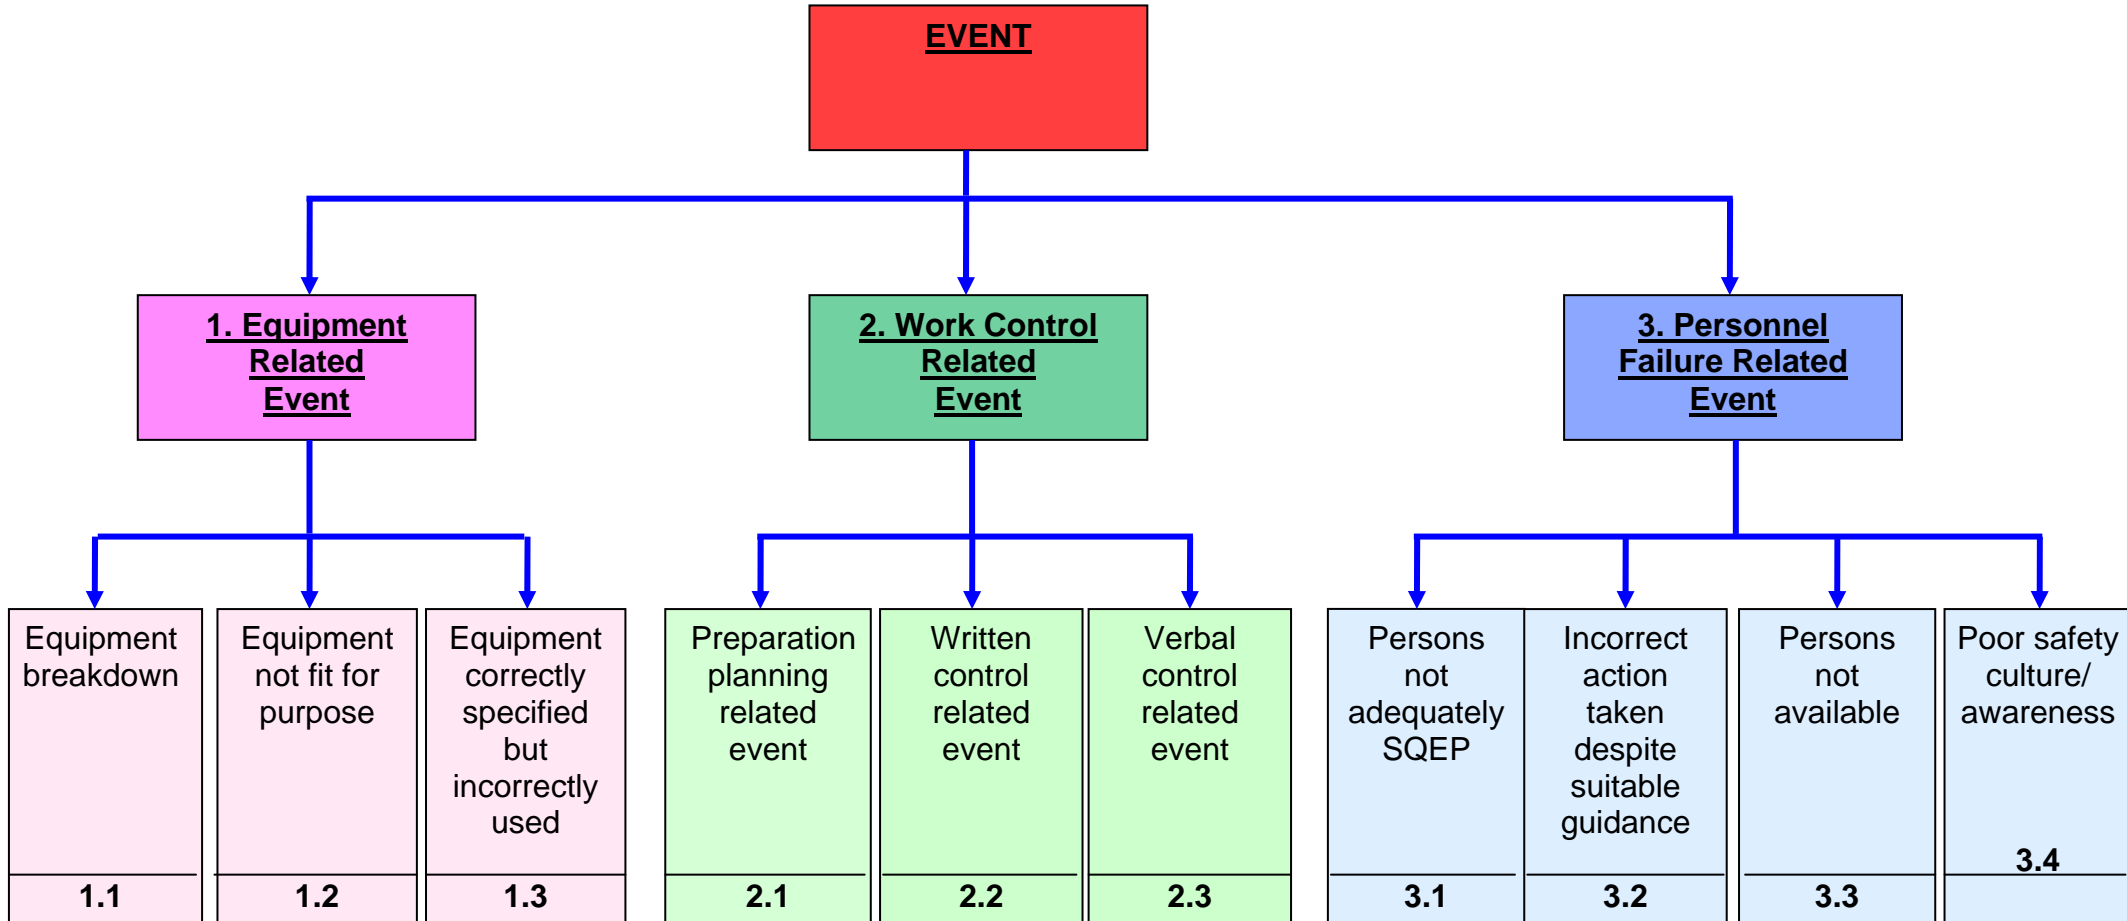 EVENT
1. Equipment
Related
Event
2. Work Control
Related
Event
3. Personnel
Failure Related
Event
Equipment
breakdown
1.1
Equipment
not fit for
purpose
1.2
Equipment
correctly
specified
but
incorrectly
used
1.3
Preparation
planning
related
event
2.1
Written
control
related
event
2.2
Verbal
control
related
event
2.3
Persons
not
adequately
SQEP
3.1
Incorrect
action
taken
despite
suitable
guidance
3.2
Persons
not
available
3.3
Poor safety
culture/
awareness
3.4